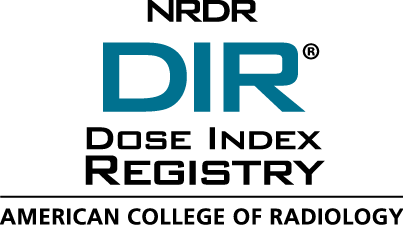 NRDR
DIR®
DOSE INDEX
REGISTRY
AMERICAN COLLEGE OF RADIOLOGY